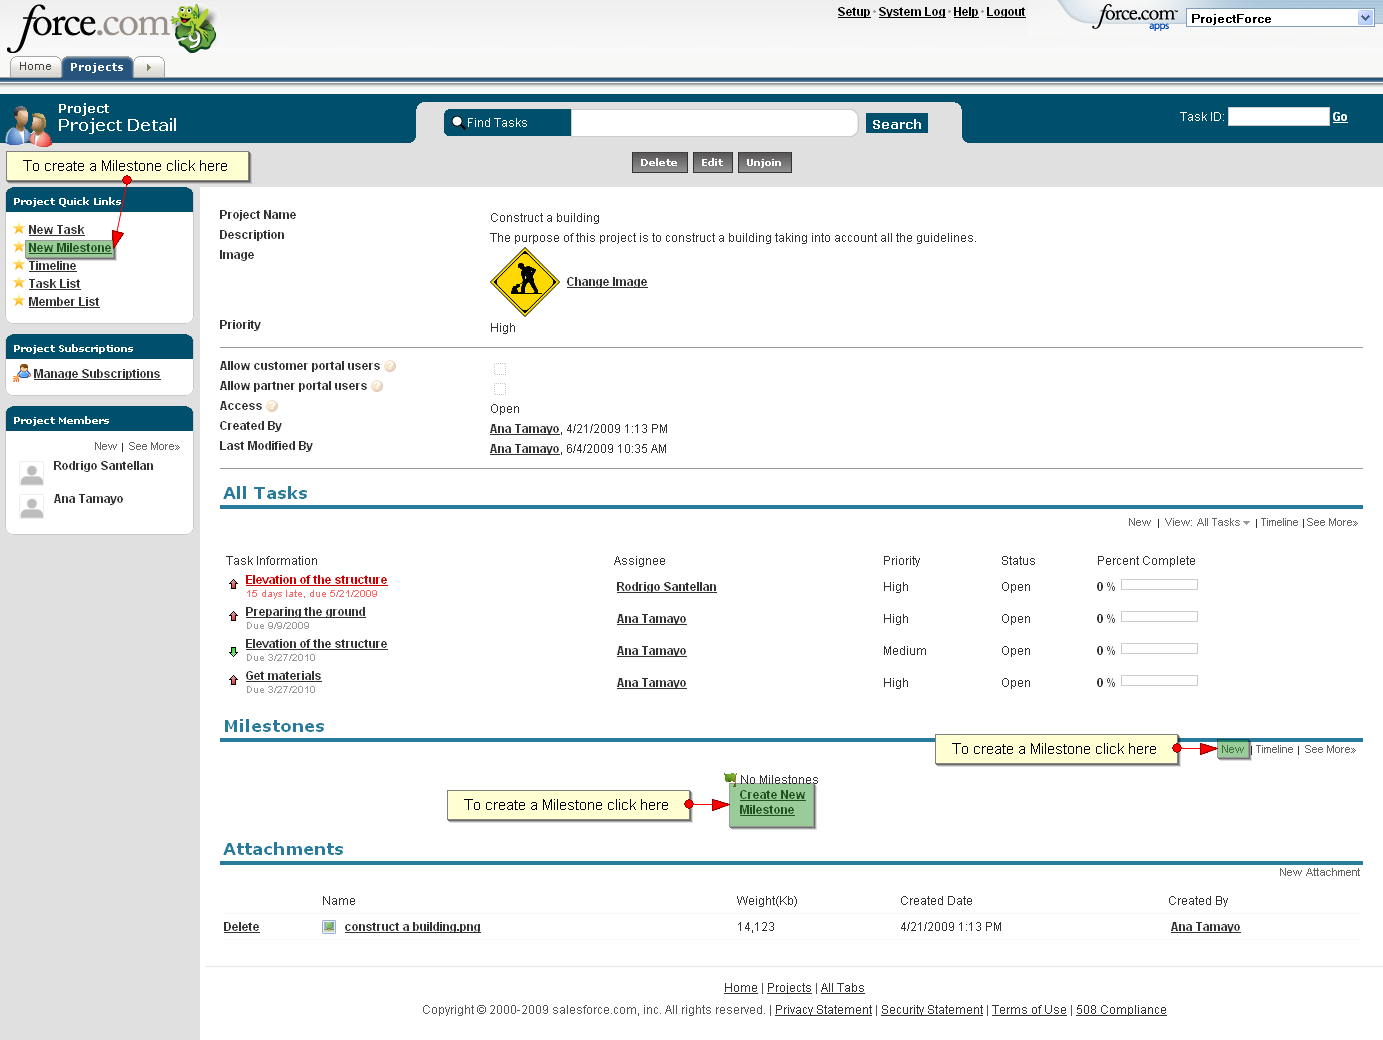 force.com 9
Setup · System Log · Help · Logout
force.com apps
ProjectForce
Home Projects
Project
Project Detail
Find Tasks
Search
Task ID: Go
To create a Milestone click here
Delete Edit Unjoin
Project Quick Links
New Task
New Milestone
Timeline
Task List
Member List
Project Subscriptions
Manage Subscriptions
Project Members
New | See More»
Rodrigo Santellan
Ana Tamayo
Project Name Construct a building
Description The purpose of this project is to construct a building taking into account all the guidelines.
Image Change Image
Priority High
Allow customer portal users ?
Allow partner portal users ?
Access ? Open
Created By Ana Tamayo, 4/21/2009 1:13 PM
Last Modified By Ana Tamayo, 6/4/2009 10:35 AM
All Tasks
New | View: All Tasks | Timeline | See More»
Task Information Assignee Priority Status Percent Complete
Elevation of the structure Rodrigo Santellan High Open 0 %
15 days late, due 5/21/2009
Preparing the ground Ana Tamayo High Open 0 %
Due 9/9/2009
Elevation of the structure Ana Tamayo Medium Open 0 %
Due 3/27/2010
Get materials Ana Tamayo High Open 0 %
Due 3/27/2010
Milestones
To create a Milestone click here
New | Timeline | See More»
No Milestones
To create a Milestone click here
Create New
Milestone
Attachments
New Attachment
Name Weight(Kb) Created Date Created By
Delete construct a building.png 14,123 4/21/2009 1:13 PM Ana Tamayo
Home | Projects | All Tabs
Copyright © 2000-2009 salesforce.com, inc. All rights reserved. | Privacy Statement | Security Statement | Terms of Use | 508 Compliance